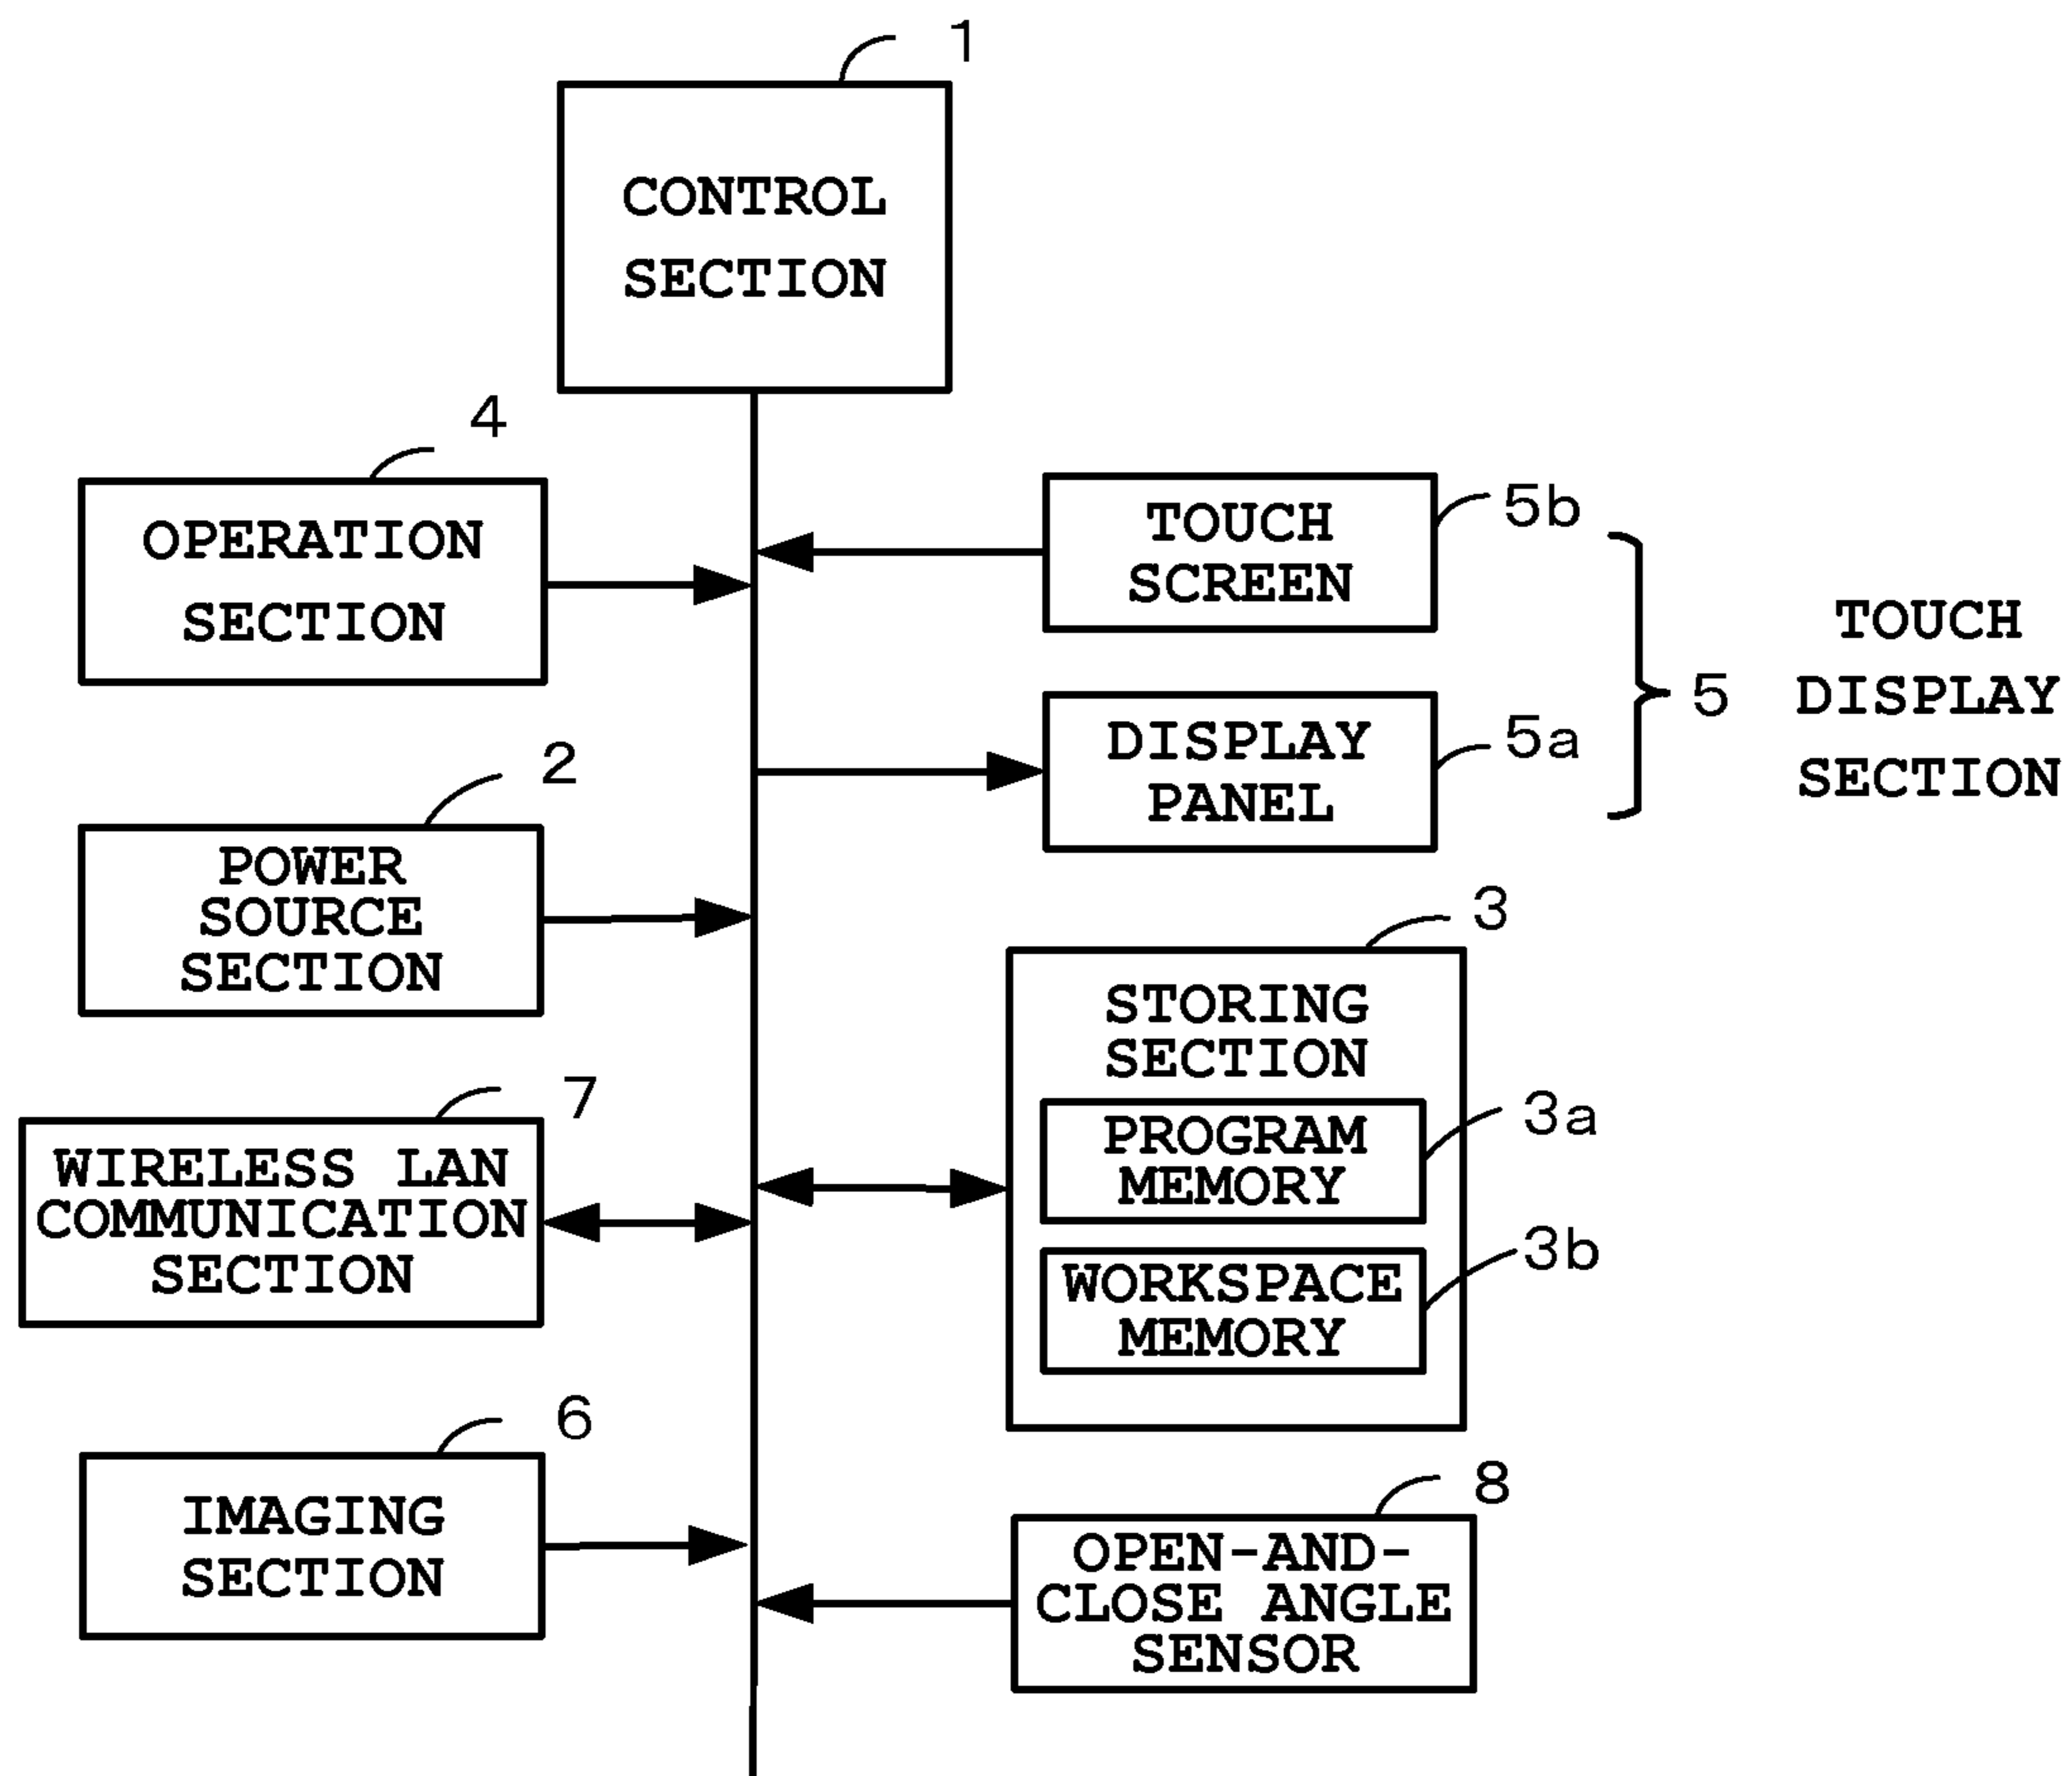 1
CONTROL
SECTION
4
OPERATION
SECTION
TOUCH
SCREEN
5b
DISPLAY
PANEL
5a
5
TOUCH
DISPLAY
SECTION
2
POWER
SOURCE
SECTION
3
STORING
SECTION
PROGRAM
MEMORY
3a
WORKSPACE
MEMORY
3b
7
WIRELESS LAN
COMMUNICATION
SECTION
6
IMAGING
SECTION
8
OPEN-AND-
CLOSE ANGLE
SENSOR